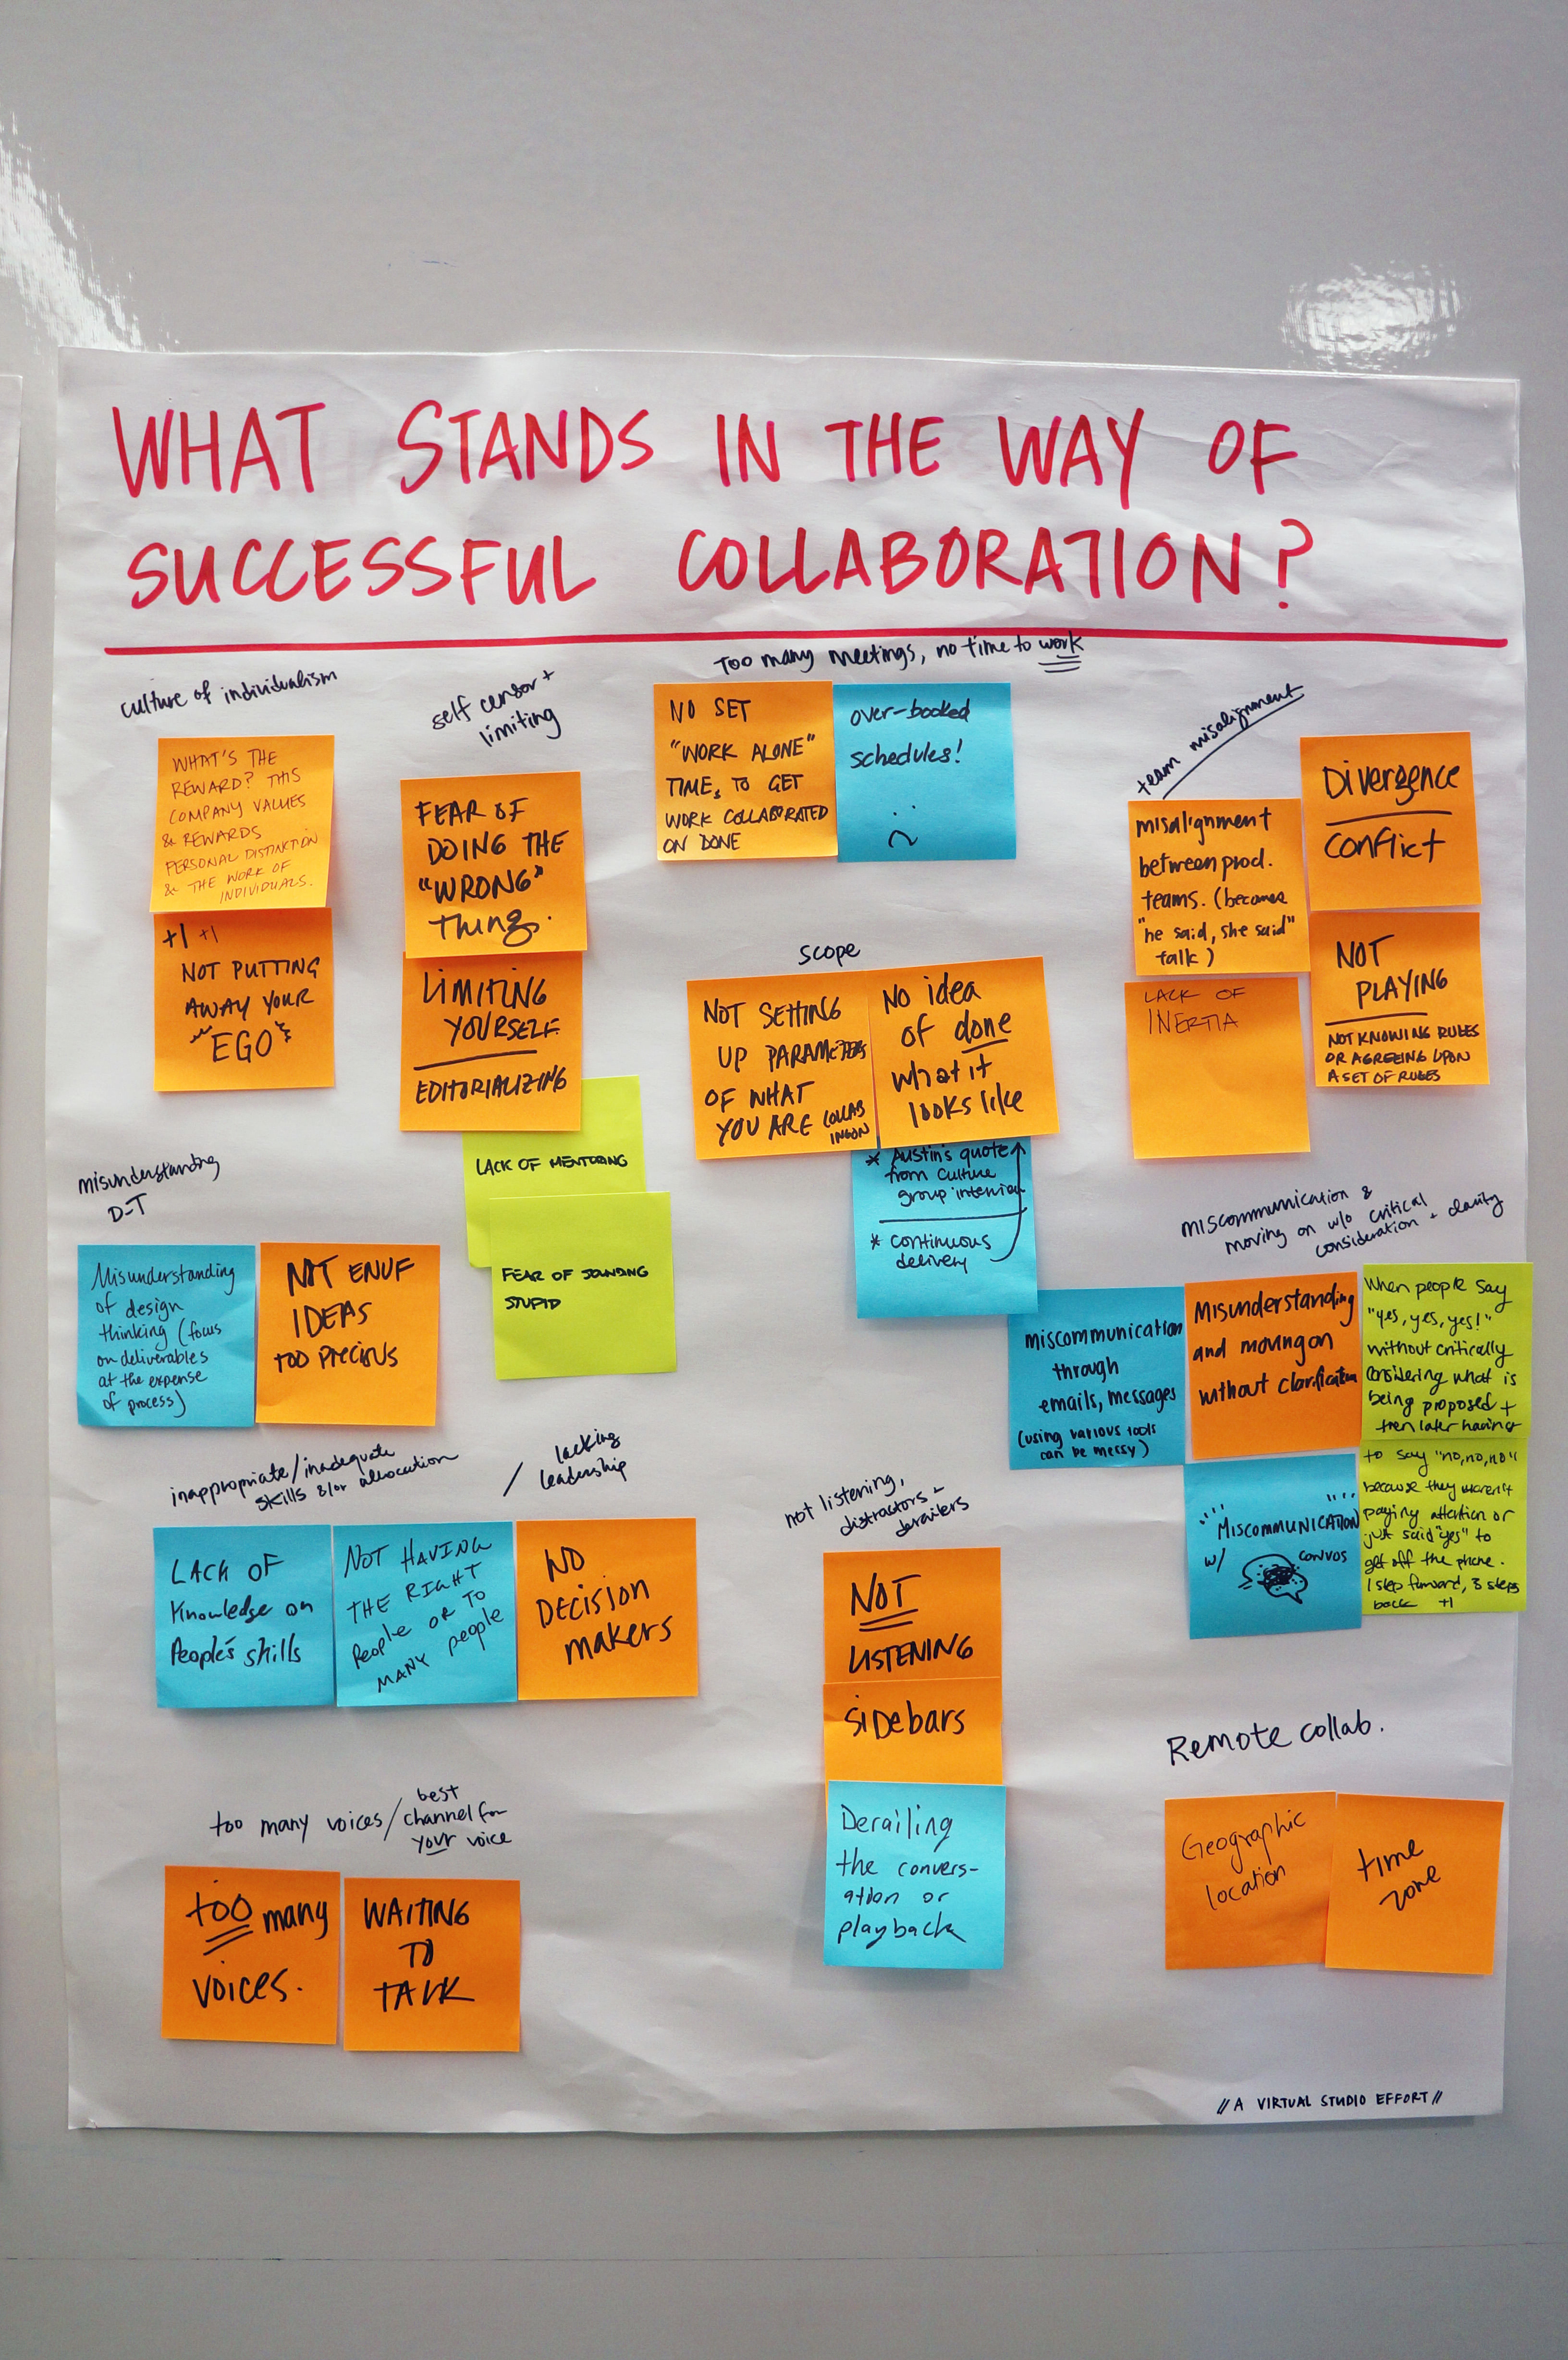 WHAT STANDS IN THE WAY OF
SUCCESSFUL COLLABORATION?
culture of individualism
WHAT'S THE
REWARD? THIS
COMPANY VALUES
& REWARDS
PERSONAL DISTINKTION
& THE WORK OF
INDIVIDUALS.
+1 +1
NOT PUTTING
AWAY YOUR
"EGO"
self censor +
limiting
FEAR OF
DOING THE
"WRONG"
Thing.
LIMITING
YOURSELF
EDITORIALIZING
LACK OF MENTORING
FEAR OF SOUNDING
STUPID
Too many meetings, no time to work
NO SET
"WORK ALONE"
TIME, TO GET
WORK COLLABORATED
ON DONE
over-booked
schedules!
:
scope
NOT SETTING
UP PARAMETERS
OF WHAT
YOU ARE COLLAB
INGON
NO idea
of done
what it
looks like
* Austin's quote
from Culture
group interview
* continuous
delivery
team misalignment
misalignment
between prod.
teams. (becomes
"he said, she said"
talk)
Divergence
Conflict
LACK OF
INERTIA
NOT
PLAYING
NOT KNOWING RULES
OR AGREEING UPON
A SET OF RULES
misunderstanding
D-T
Misunderstanding
of design
thinking (focus
on deliverables
at the expense
of process)
NOT ENUF
IDEAS
TOO PRECIOUS
miscommunication &
moving on w/o critical
consideration + clarity
miscommunication
through
emails, messages
(using various tools
can be messy)
Misunderstanding
and moving on
without clarification
When people say
"yes, yes, yes!"
without critically
considering what is
being proposed +
then later having
to say "no, no, no"
because they weren't
paying attention or
just said "yes" to
get off the phone.
1 step forward, 3 steps
back +1
MISCOMMUNICATION
w/ convos
inappropriate/inadequate
skills &/or allocation
/ lacking
leadership
LACK OF
Knowledge on
People's skills
NOT HAVING
THE RIGHT
People OR TO
MANY people
NO
DECISION
makers
not listening,
distractors +
derailers
NOT
LISTENING
SIDebars
Derailing
the convers-
ation or
playback
too many voices/
best
channel for
your voice
too many
voices.
WAITING
TO
TALK
Remote collab.
Geographic
location
time
zone
// A VIRTUAL STUDIO EFFORT //